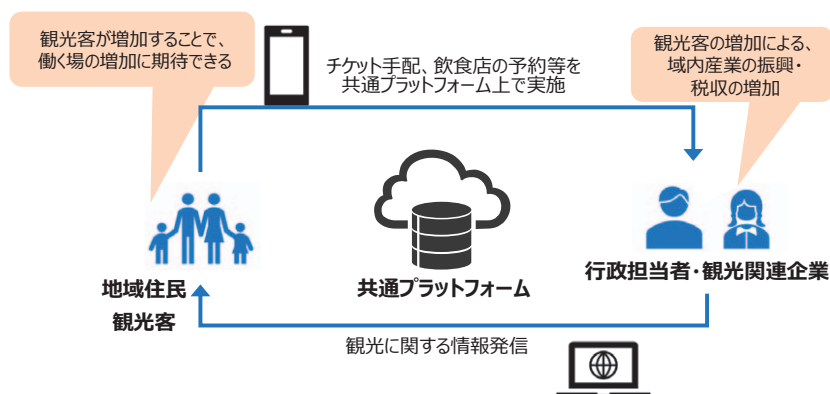 観光客が増加することで、
働く場の増加に期待できる
チケット手配、飲食店の予約等を
共通プラットフォーム上で実施
観光客の増加による、
域内産業の振興・
税収の増加
地域住民
観光客
共通プラットフォーム
行政担当者・観光関連企業
観光に関する情報発信